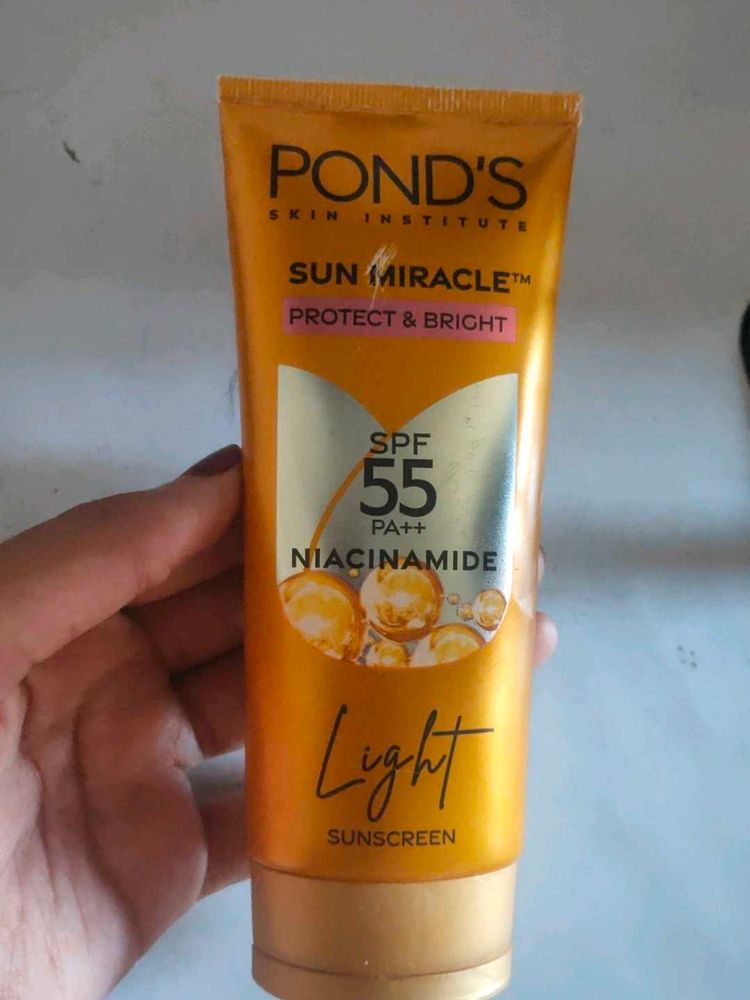 POND'S
SKIN INSTITUTE
SUN MIRACLE™
PROTECT & BRIGHT
SPF
55
PA++
NIACINAMIDE
Light
SUNSCREEN